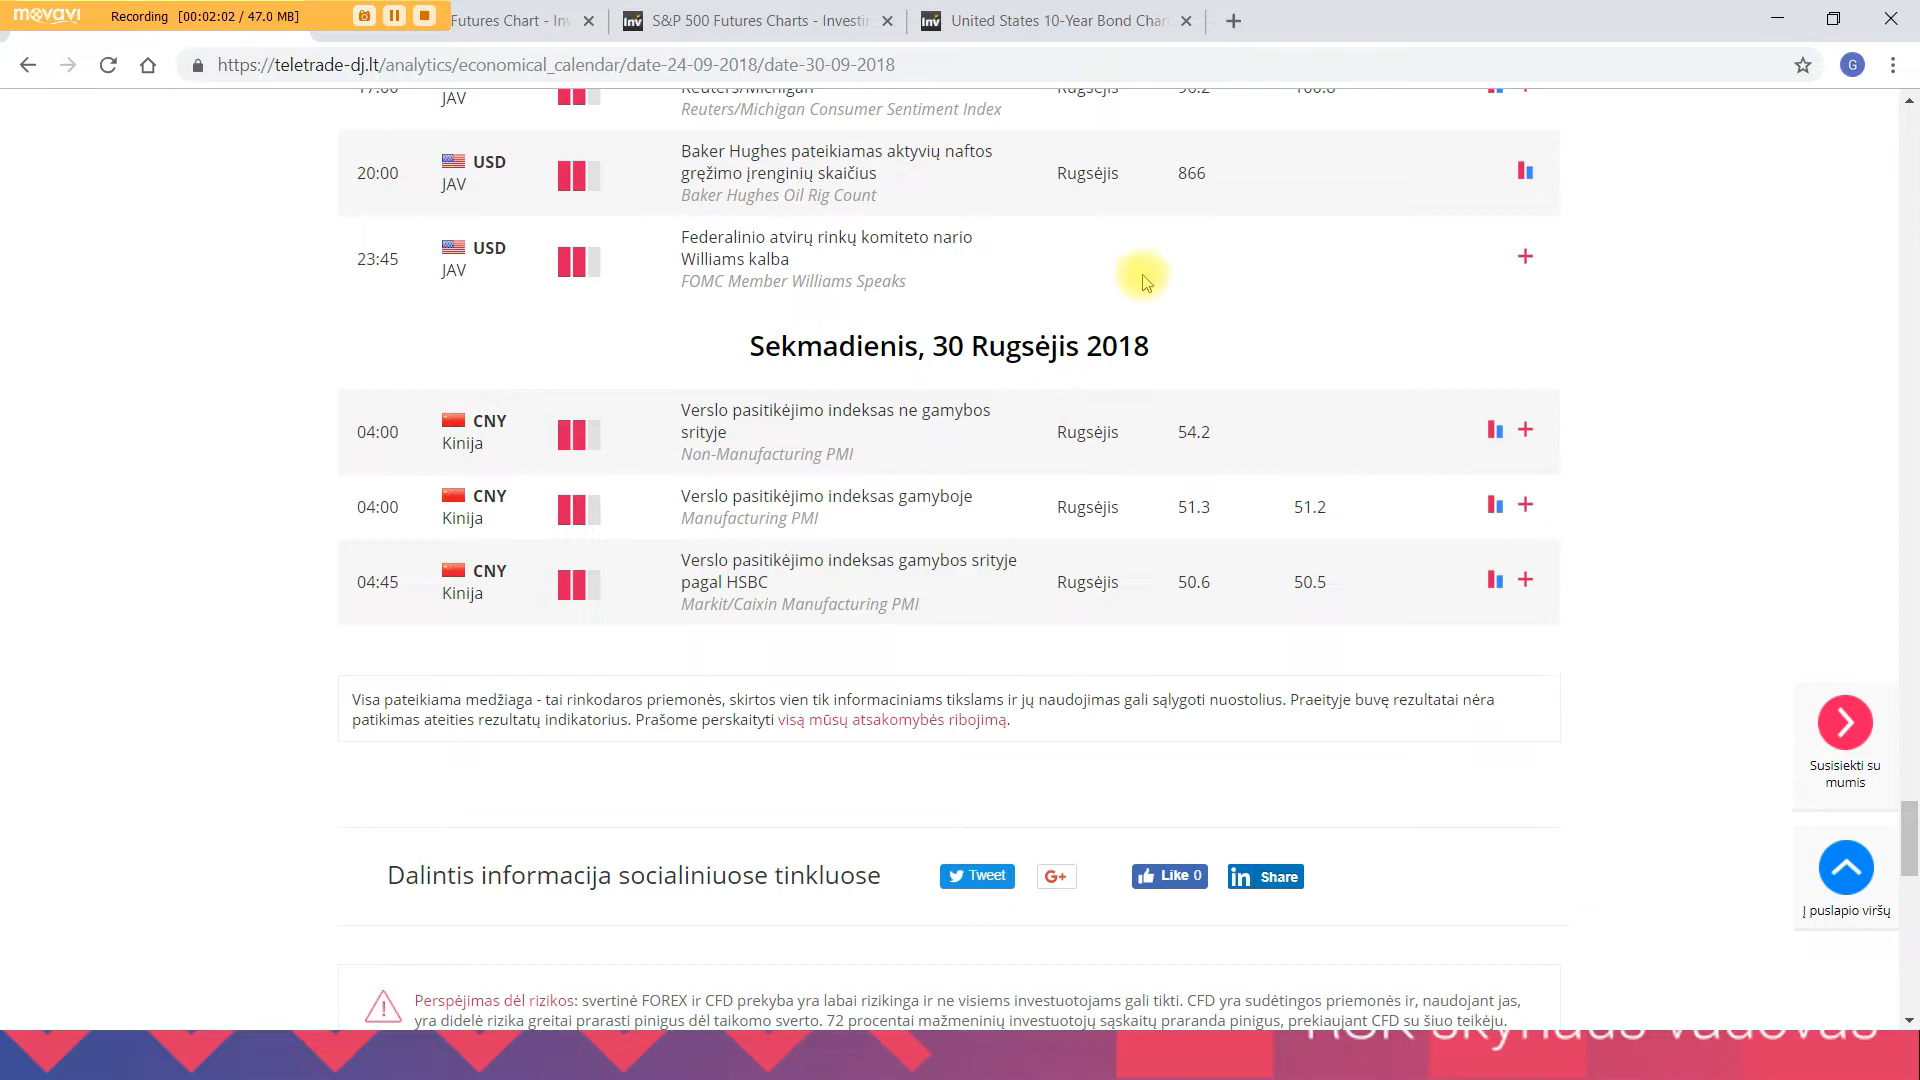 movavi
Recording [00:02:02 / 47.0 MB]
Futures Chart - Inv
Inv S&P 500 Futures Charts - Investin
Inv United States 10-Year Bond Char
https://teletrade-dj.lt/analytics/economical_calendar/date-24-09-2018/date-30-09-2018
G
JAV
Reuters/Michigan Consumer Sentiment Index
Baker Hughes pateikiamas aktyvių naftos
20:00 USD JAV gręžimo įrenginių skaičius Rugsėjis 866
Baker Hughes Oil Rig Count
Federalinio atvirų rinkų komiteto nario
23:45 USD JAV Williams kalba
FOMC Member Williams Speaks
Sekmadienis, 30 Rugsėjis 2018
Verslo pasitikėjimo indeksas ne gamybos
04:00 CNY Kinija srityje Rugsėjis 54.2
Non-Manufacturing PMI
04:00 CNY Kinija Verslo pasitikėjimo indeksas gamyboje Rugsėjis 51.3 51.2
Manufacturing PMI
Verslo pasitikėjimo indeksas gamybos srityje
04:45 CNY Kinija pagal HSBC Rugsėjis 50.6 50.5
Markit/Caixin Manufacturing PMI
Visa pateikiama medžiaga - tai rinkodaros priemonės, skirtos vien tik informaciniams tikslams ir jų naudojimas gali sąlygoti nuostolius. Praeityje buvę rezultatai nėra
patikimas ateities rezultatų indikatorius. Prašome perskaityti visą mūsų atsakomybės ribojimą.
Susisiekti su
mumis
Dalintis informacija socialiniuose tinkluose
Tweet
G+
Like 0
in Share
Į puslapio viršų
Perspėjimas dėl rizikos: svertinė FOREX ir CFD prekyba yra labai rizikinga ir ne visiems investuotojams gali tikti. CFD yra sudėtingos priemonės ir, naudojant jas,
yra didelė rizika greitai prarasti pinigus dėl taikomo sverto. 72 procentai mažmeninių investuotojų sąskaitų praranda pinigus, prekiaujant CFD su šiuo teikėju.